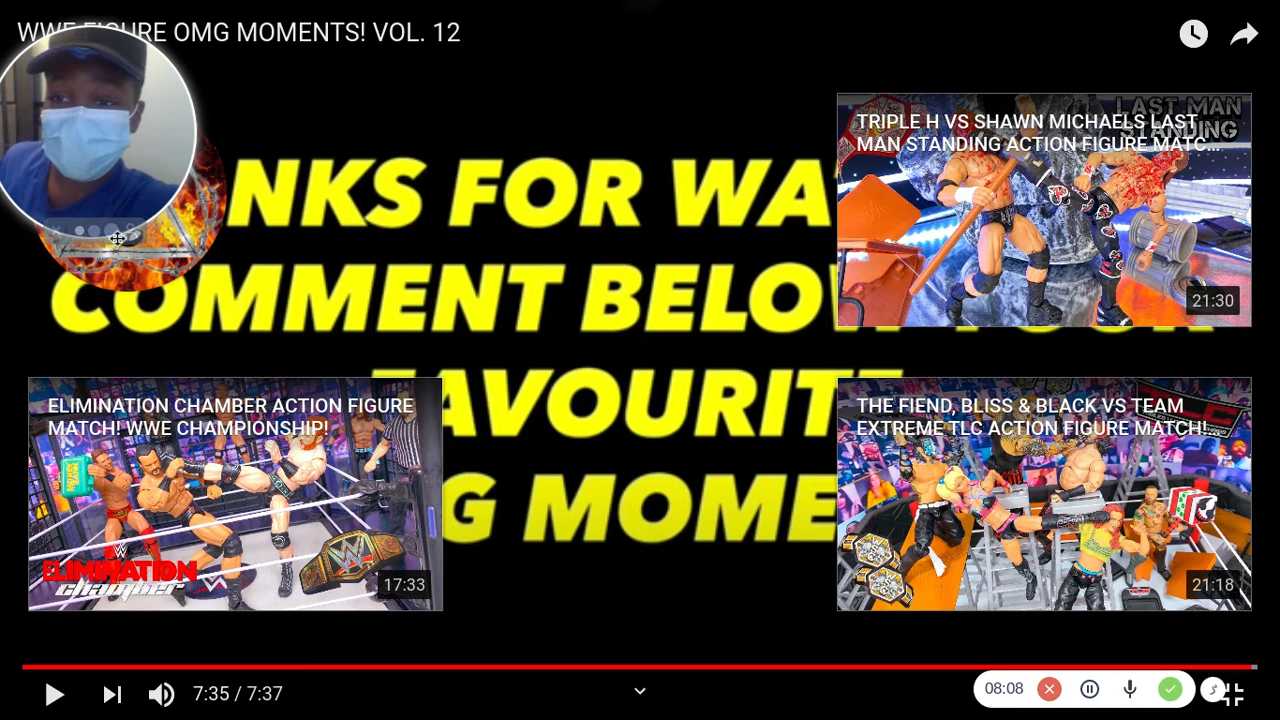 WWE FIGURE OMG MOMENTS! VOL. 12
NKS FOR WA
COMMENT BELOW
FAVOURITE
G MOME
LAST MAN
STANDING
TRIPLE H VS SHAWN MICHAELS LAST
MAN STANDING ACTION FIGURE MATC...
21:30
ELIMINATION CHAMBER ACTION FIGURE
MATCH! WWE CHAMPIONSHIP!
ELIMINATION
chamber
17:33
THE FIEND, BLISS & BLACK VS TEAM
EXTREME TLC ACTION FIGURE MATCH!...
21:18
7:35 / 7:37
08:08